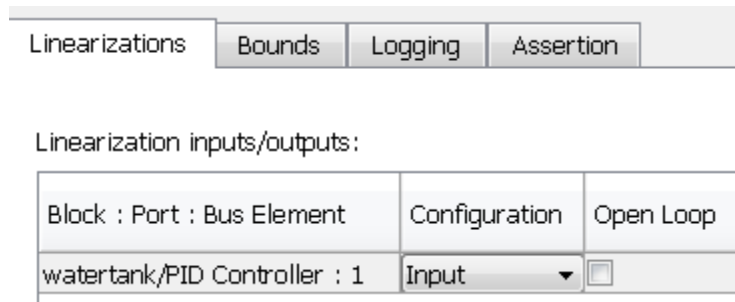 Linearizations Bounds Logging Assertion
Linearization inputs/outputs:
Block : Port : Bus Element Configuration Open Loop
watertank/PID Controller : 1 Input